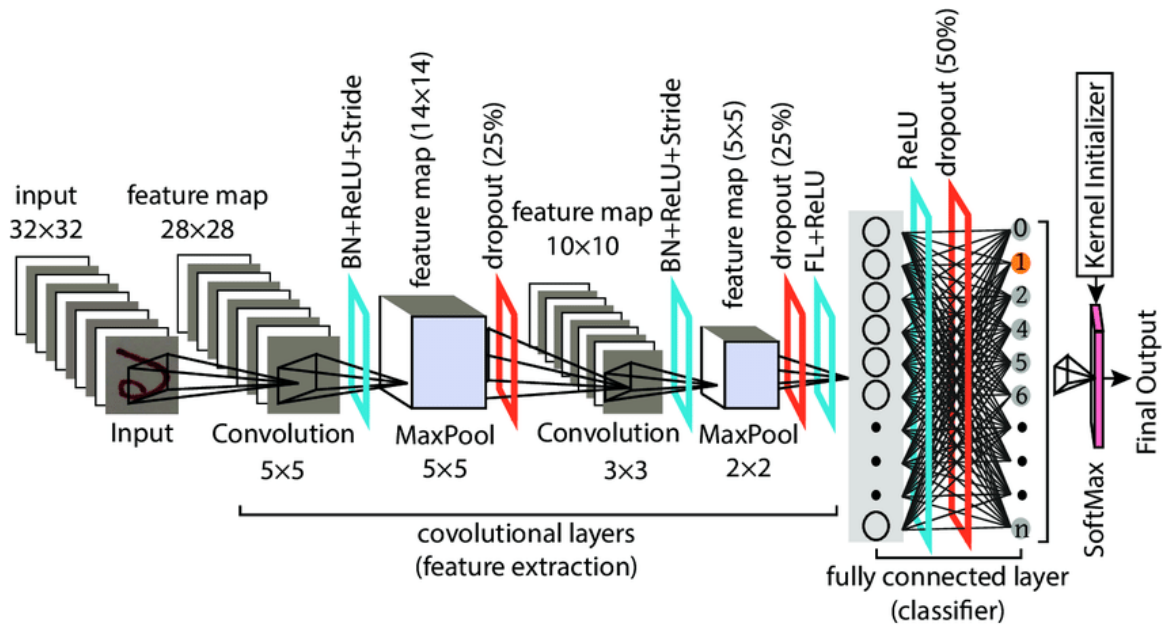 input
32×32
feature map
28×28
BN+ReLU+Stride
feature map (14×14)
dropout (25%)
feature map
10×10
BN+ReLU+Stride
feature map (5×5)
dropout (25%)
FL+ReLU
ReLU
dropout (50%)
Kernel Initializer
Input
Convolution
5×5
MaxPool
5×5
Convolution
3×3
MaxPool
2×2
0
1
2
4
5
6
n
SoftMax
Final Output
covolutional layers
(feature extraction)
fully connected layer
(classifier)